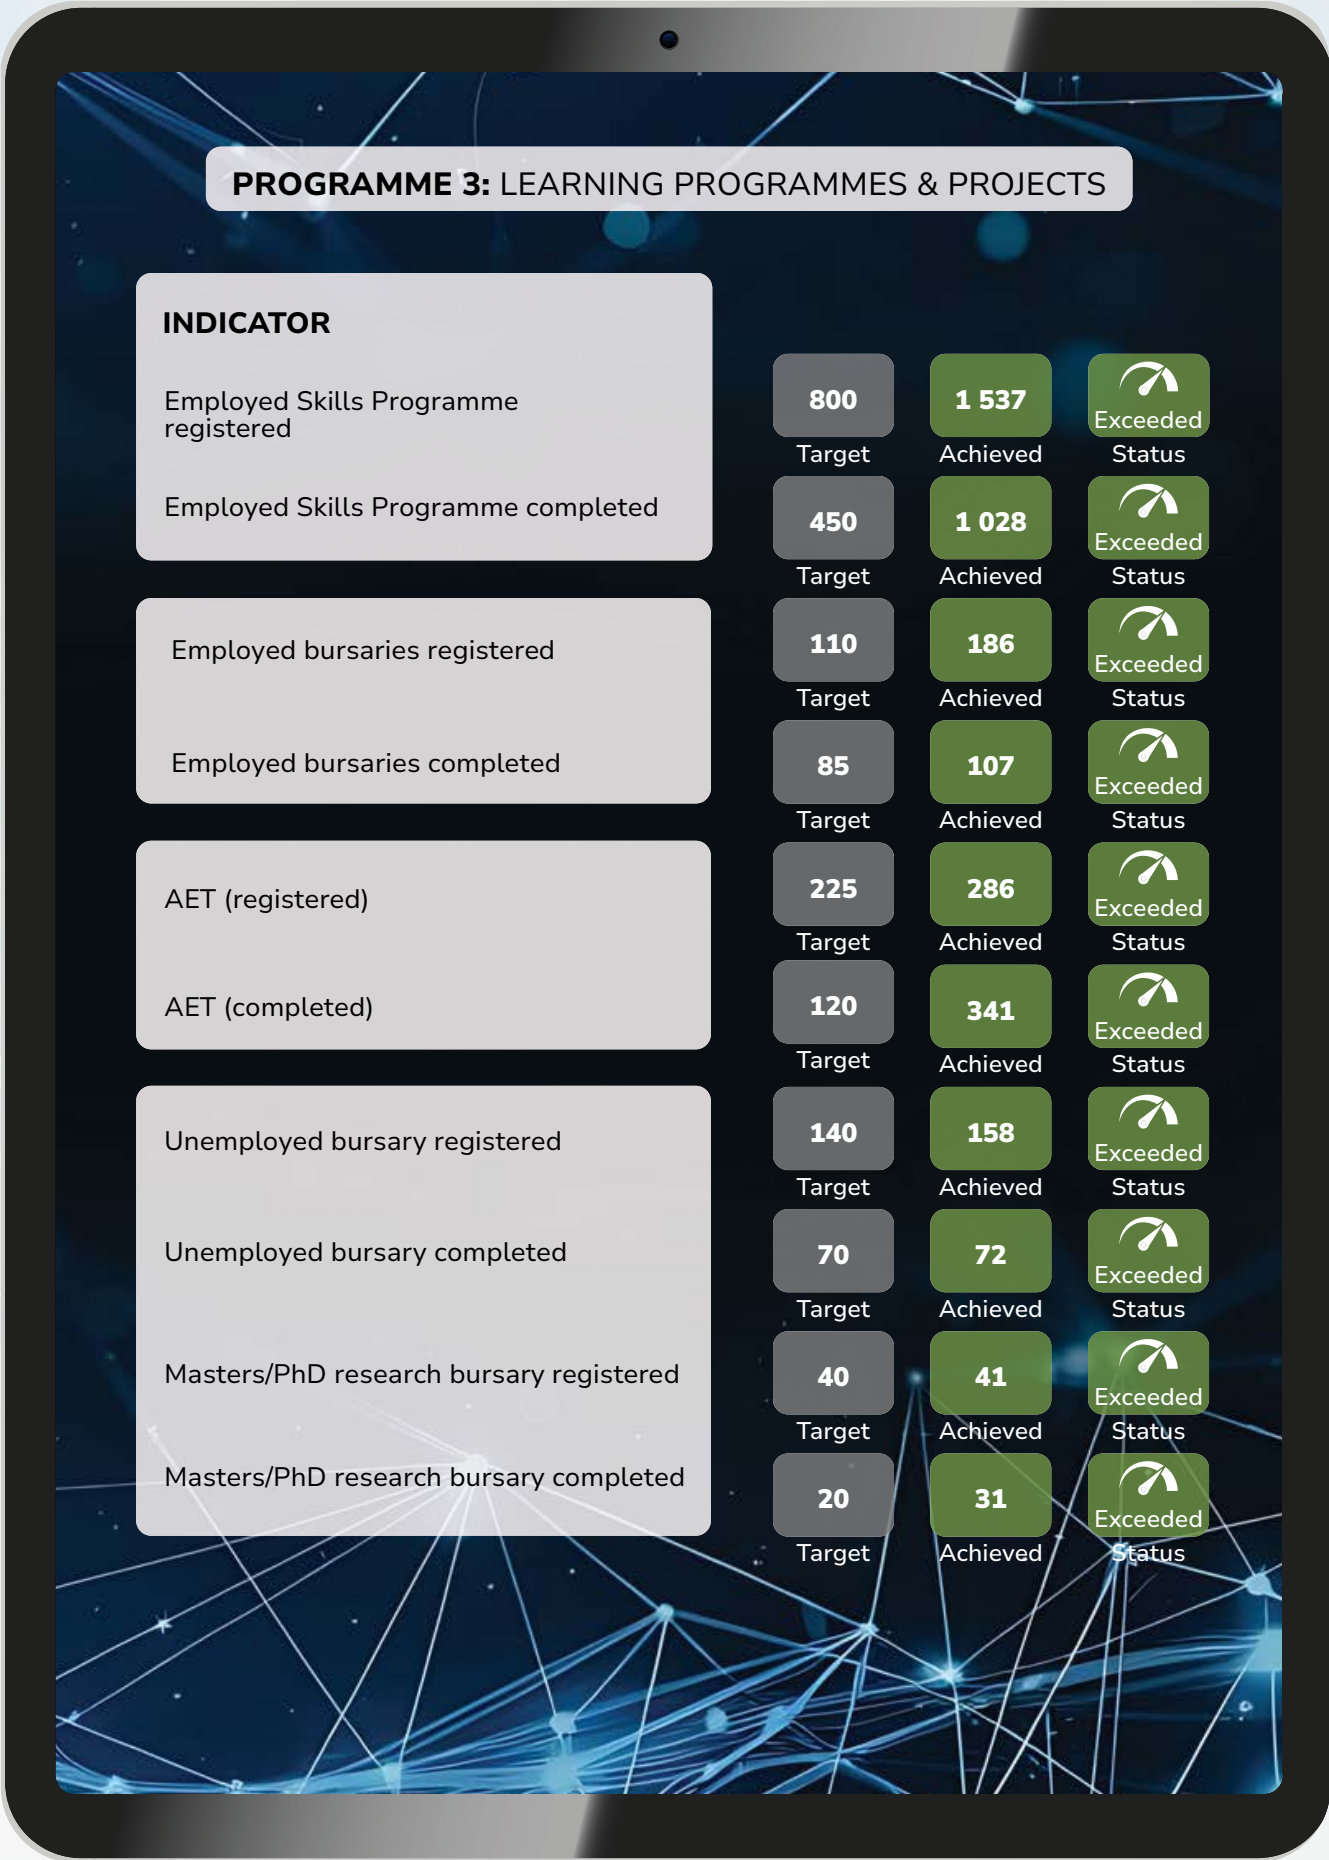 PROGRAMME 3: LEARNING PROGRAMMES & PROJECTS
INDICATOR
Employed Skills Programme
registered
800 1 537 Exceeded
Target Achieved Status
Employed Skills Programme completed
450 1 028 Exceeded
Target Achieved Status
Employed bursaries registered
110 186 Exceeded
Target Achieved Status
Employed bursaries completed
85 107 Exceeded
Target Achieved Status
AET (registered)
225 286 Exceeded
Target Achieved Status
AET (completed)
120 341 Exceeded
Target Achieved Status
Unemployed bursary registered
140 158 Exceeded
Target Achieved Status
Unemployed bursary completed
70 72 Exceeded
Target Achieved Status
Masters/PhD research bursary registered
40 41 Exceeded
Target Achieved Status
Masters/PhD research bursary completed
20 31 Exceeded
Target Achieved Status